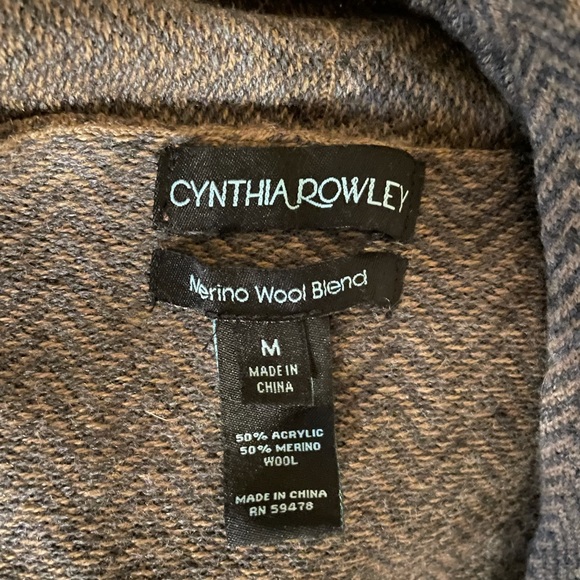 CYNTHIA ROWLEY
Merino Wool Blend
M
MADE IN
CHINA
50% ACRYLIC
50% MERINO
WOOL
MADE IN CHINA
RN 59478